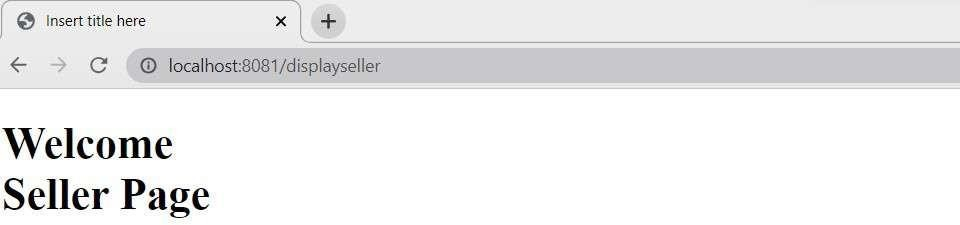 Insert title here
localhost:8081/displayseller
Welcome
Seller Page